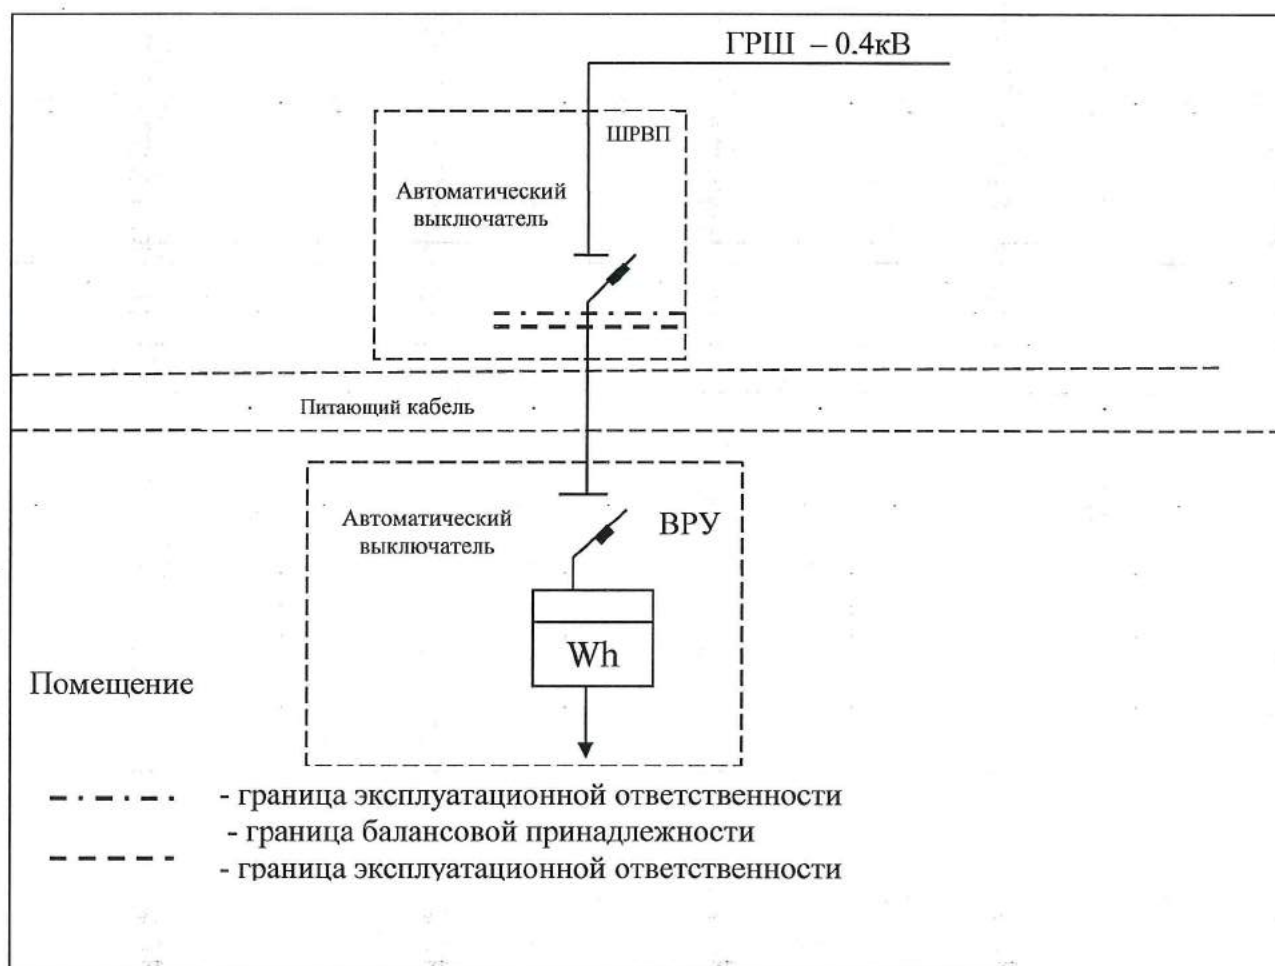 ГРШ – 0.4кВ
ШРВП
Автоматический
выключатель
Питающий кабель
Автоматический
выключатель
ВРУ
Wh
Помещение
- граница эксплуатационной ответственности
- граница балансовой принадлежности
- граница эксплуатационной ответственности